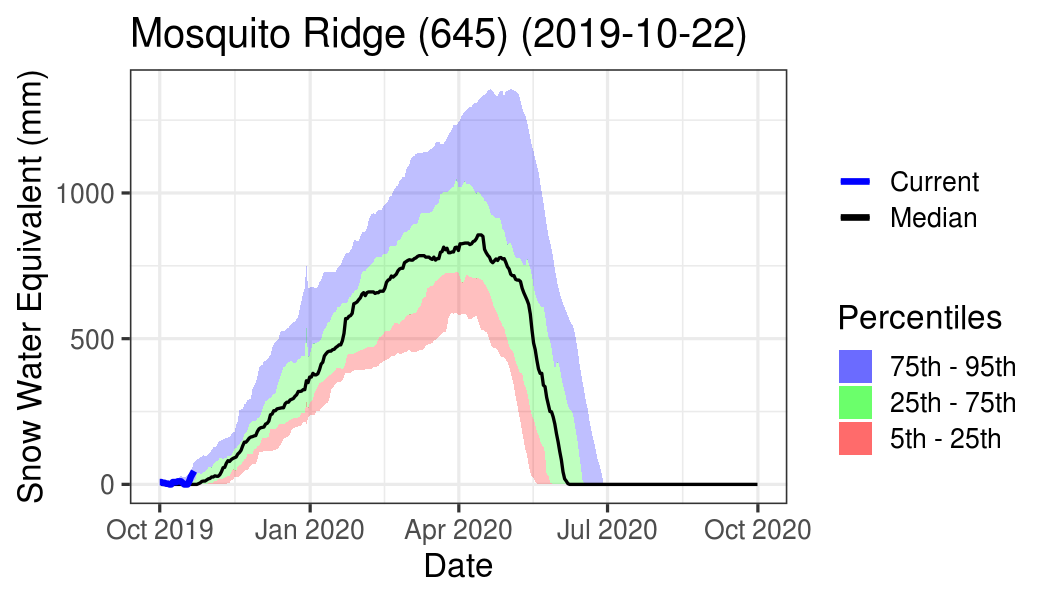 Mosquito Ridge (645) (2019-10-22)
Snow Water Equivalent (mm)
1000
500
0
Oct 2019 Jan 2020 Apr 2020 Jul 2020 Oct 2020
Date
Current
Median
Percentiles
75th - 95th
25th - 75th
5th - 25th